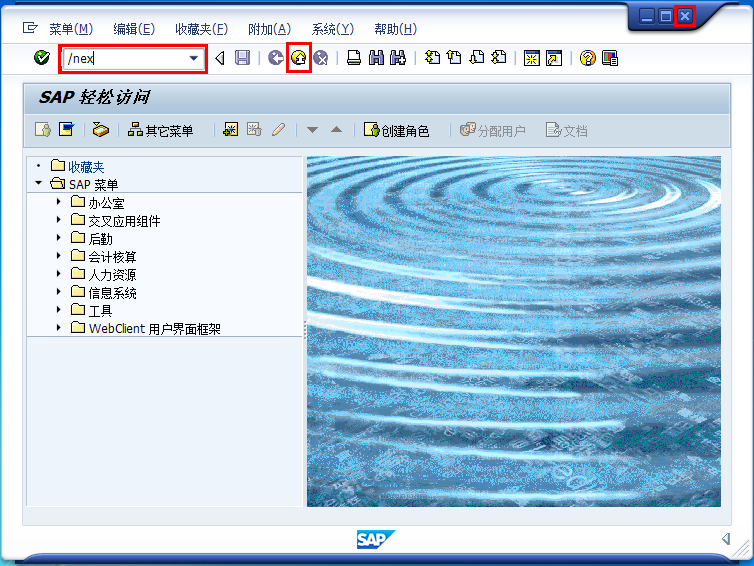 菜单(M) 编辑(E) 收藏夹(F) 附加(A) 系统(Y) 帮助(H)
/nex
SAP 轻松访问
其它菜单 创建角色 分配用户 文档
收藏夹
SAP 菜单
办公室
交叉应用组件
后勤
会计核算
人力资源
信息系统
工具
WebClient 用户界面框架
SAP